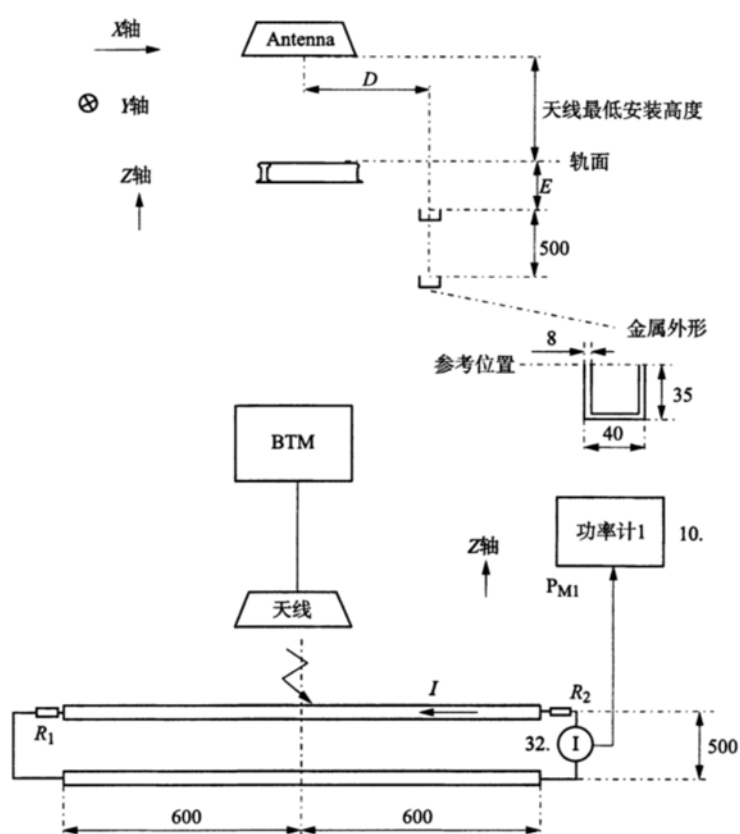 X轴
Antenna
D
Y轴
天线最低安装高度
轨面
Z轴
E
500
金属外形
8
参考位置
35
40
BTM
功率计1
10.
Z轴
PM1
天线
I
R2
R1
32.
I
500
600
600